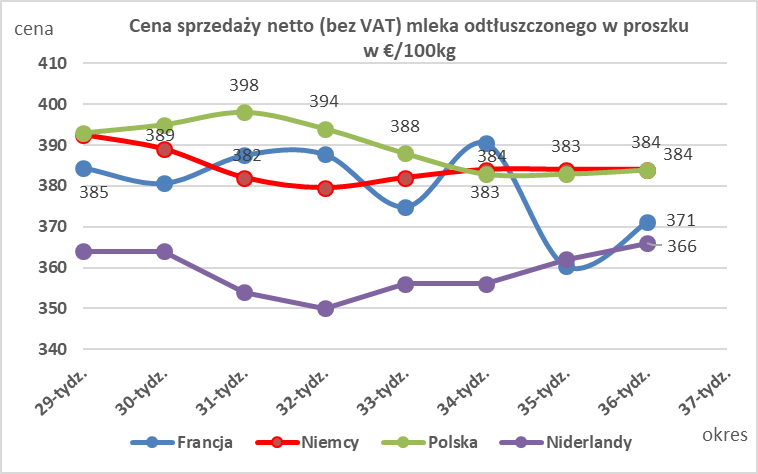 cena
Cena sprzedaży netto (bez VAT) mleka odtłuszczonego w proszku
w €/100kg
410
400
390
380
370
360
350
340
398
394
388
389
382
385
384
383
383
384
384
371
366
29-tydz.
30-tydz.
31-tydz.
32-tydz.
33-tydz.
34-tydz.
35-tydz.
36-tydz.
37-tydz.
okres
Francja Niemcy Polska Niderlandy